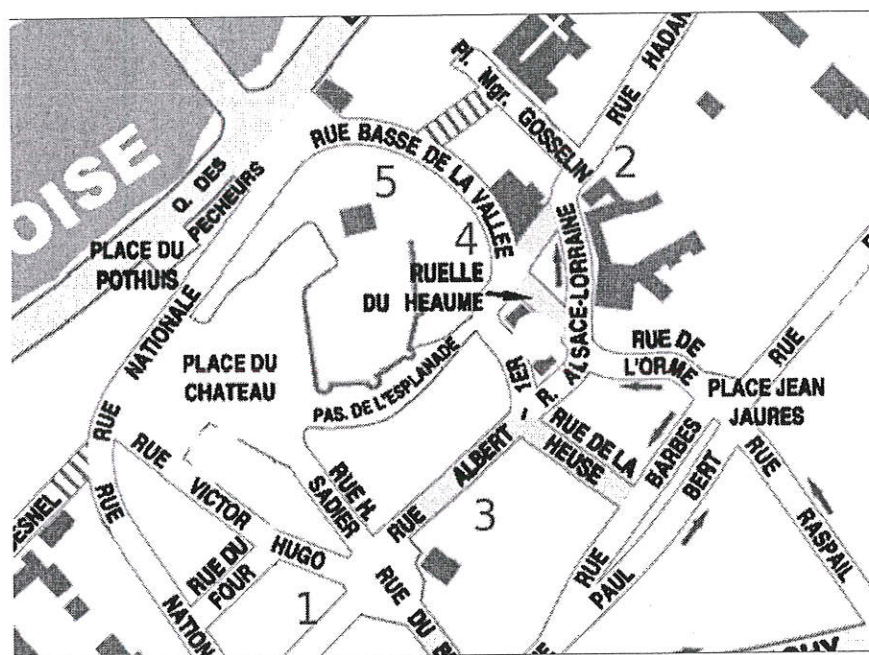 Pl. Mgr. GOSSELIN
RUE
2
RUE BASSE DE LA VALLEE
OISE
Q. DES
PECHEURS
5
4
PLACE DU
POTHUIS
RUELLE
DU HEAUME
R. ALSACE-LORRAINE
RUE NATIONALE
PLACE DU
CHATEAU
PAS. DE L'ESPLANADE
RUE DE
L'ORME
RUE
PLACE JEAN
JAURES
RUE ALBERT 1ER
RUE DE LA
HEUSE
RUE BARBES
RUE PAUL BERT
RUE RASPAIL
RUE VICTOR HUGO
RUE H.
SADIER
3
RUE DU
FOUR
1
RUE
NATION
RUE DU